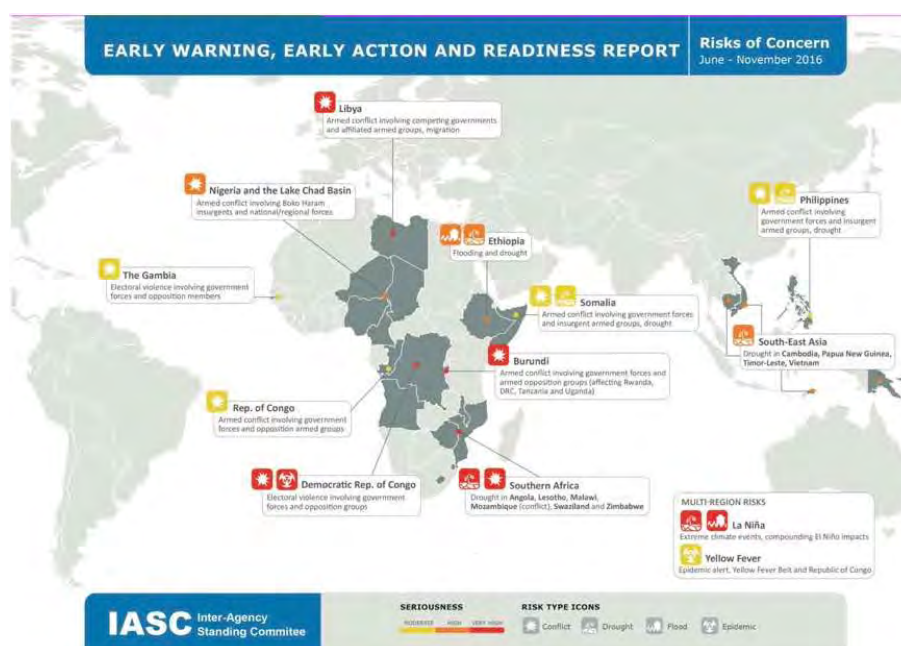 EARLY WARNING, EARLY ACTION AND READINESS REPORT
Risks of Concern
June - November 2016
Libya
Armed conflict involving competing governments
and affiliated armed groups, migration
Nigeria and the Lake Chad Basin
Armed conflict involving Boko Haram
insurgents and national/regional forces
Philippines
Armed conflict involving
government forces and insurgent
armed groups, drought
Ethiopia
Flooding and drought
The Gambia
Electoral violence involving government
forces and opposition members
Somalia
Armed conflict involving government forces
and insurgent armed groups, drought
South-East Asia
Drought in Cambodia, Papua New Guinea,
Timor-Leste, Vietnam
Burundi
Armed conflict involving government forces and
armed opposition groups (affecting Rwanda,
DRC, Tanzania and Uganda)
Rep. of Congo
Armed conflict involving government
forces and opposition armed groups
Democratic Rep. of Congo
Electoral violence involving government
forces and opposition groups
Southern Africa
Drought in Angola, Lesotho, Malawi,
Mozambique (conflict), Swaziland and Zimbabwe
MULTI-REGION RISKS
La Niña
Extreme climate events, compounding El Niño impacts
Yellow Fever
Epidemic alert, Yellow Fever Belt and Republic of Congo
IASC Inter-Agency
Standing Commitee
SERIOUSNESS
MODERATE HIGH VERY HIGH
RISK TYPE ICONS
Conflict Drought Flood Epidemic